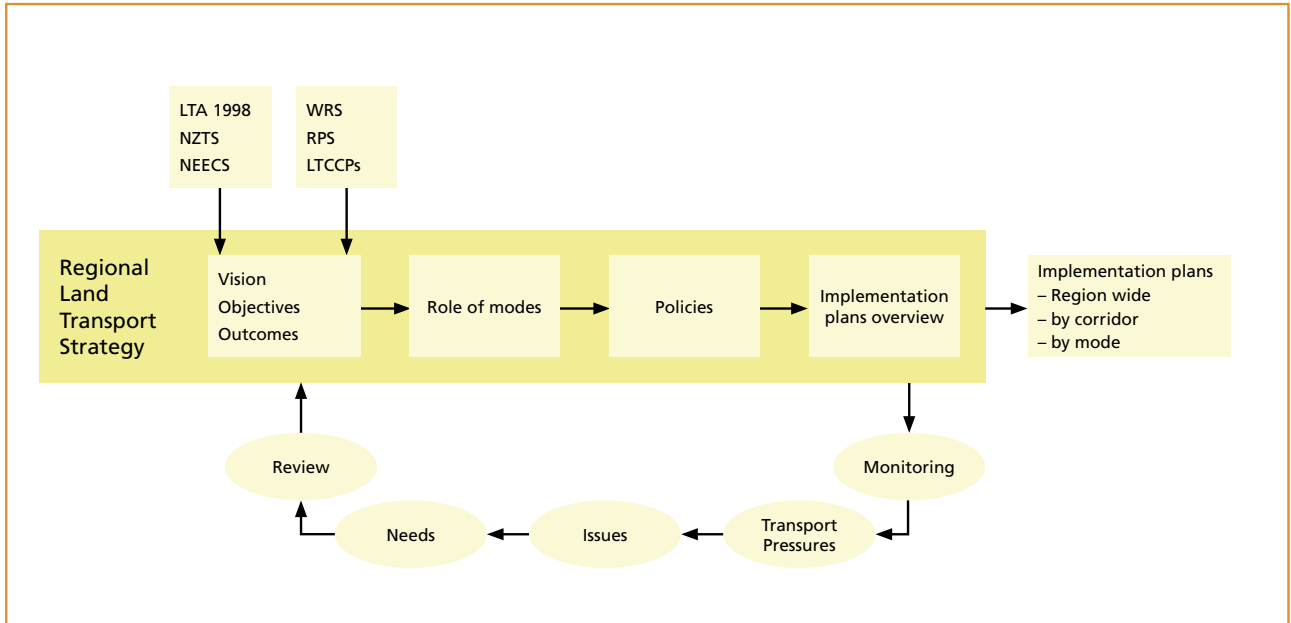 LTA 1998
NZTS
NEECS
WRS
RPS
LTCCPs
Regional
Land
Transport
Strategy
Vision
Objectives
Outcomes
Role of modes
Policies
Implementation
plans overview
Implementation plans
– Region wide
– by corridor
– by mode
Review
Monitoring
Needs
Issues
Transport
Pressures